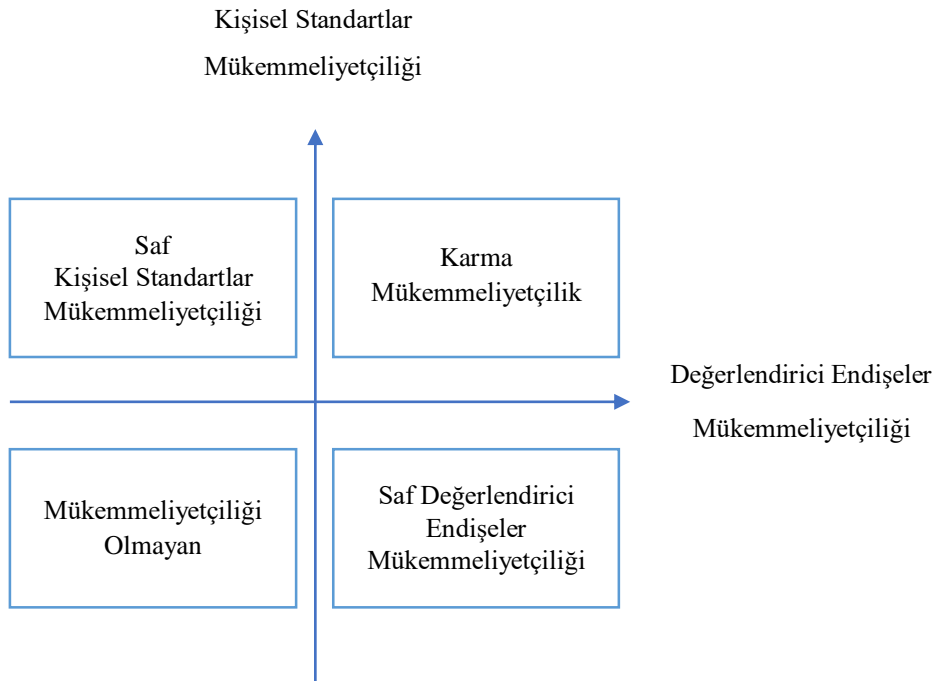 Kişisel Standartlar
Mükemmeliyetçiliği
Saf
Kişisel Standartlar
Mükemmeliyetçiliği
Karma
Mükemmeliyetçilik
Değerlendirici Endişeler
Mükemmeliyetçiliği
Mükemmeliyetçiliği
Olmayan
Saf Değerlendirici
Endişeler
Mükemmeliyetçiliği